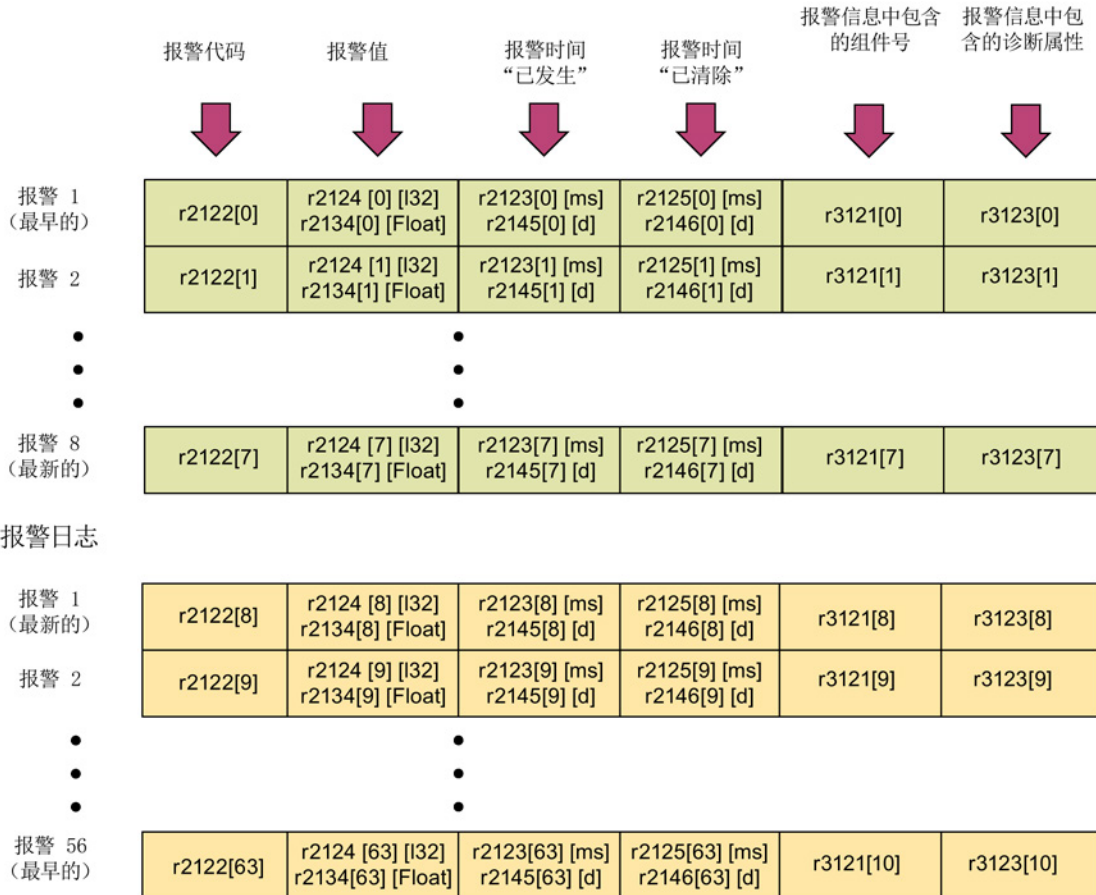 报警代码
报警值
报警时间
“已发生”
报警时间
“已清除”
报警信息中包含
的组件号
报警信息中包
含的诊断属性
报警 1
（最早的）
r2122[0]
r2124 [0] [I32]
r2134[0] [Float]
r2123[0] [ms]
r2145[0] [d]
r2125[0] [ms]
r2146[0] [d]
r3121[0]
r3123[0]
报警 2
r2122[1]
r2124 [1] [I32]
r2134[1] [Float]
r2123[1] [ms]
r2145[1] [d]
r2125[1] [ms]
r2146[1] [d]
r3121[1]
r3123[1]
报警 8
（最新的）
r2122[7]
r2124 [7] [I32]
r2134[7] [Float]
r2123[7] [ms]
r2145[7] [d]
r2125[7] [ms]
r2146[7] [d]
r3121[7]
r3123[7]
报警日志
报警 1
（最新的）
r2122[8]
r2124 [8] [I32]
r2134[8] [Float]
r2123[8] [ms]
r2145[8] [d]
r2125[8] [ms]
r2146[8] [d]
r3121[8]
r3123[8]
报警 2
r2122[9]
r2124 [9] [I32]
r2134[9] [Float]
r2123[9] [ms]
r2145[9] [d]
r2125[9] [ms]
r2146[9] [d]
r3121[9]
r3123[9]
报警 56
（最早的）
r2122[63]
r2124 [63] [I32]
r2134[63] [Float]
r2123[63] [ms]
r2145[63] [d]
r2125[63] [ms]
r2146[63] [d]
r3121[10]
r3123[10]